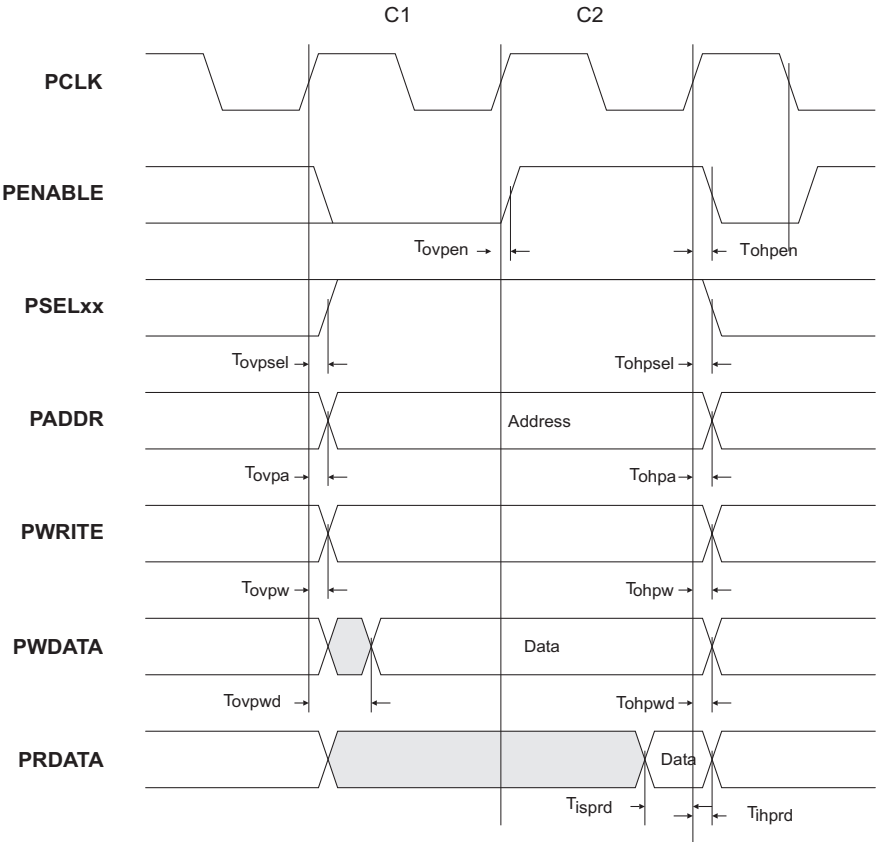 C1 C2
PCLK
PENABLE
Tovpen Tohpen
PSELxx
Tovpsel Tohpsel
PADDR Address
Tovpa Tohpa
PWRITE
Tovpw Tohpw
PWDATA Data
Tovpwd Tohpwd
PRDATA Data
Tisprd Tihprd